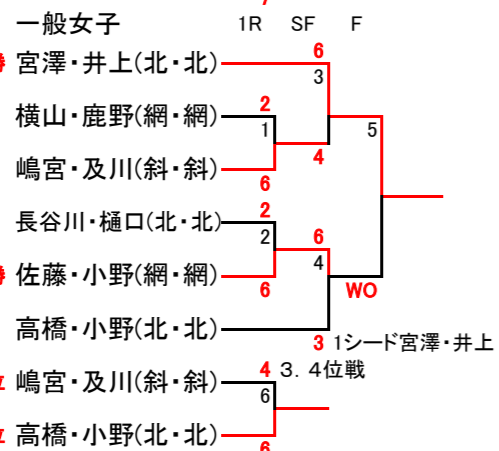 一般女子 1R SF F
勝 宮澤・井上(北・北) 6
3
横山・鹿野(網・網) 2
1 5
嶋宮・及川(斜・斜) 6 4
長谷川・樋口(北・北) 2
2 6
4
佐藤・小野(網・網) 6 WO
高橋・小野(北・北)
3 1シード宮澤・井上
位 嶋宮・及川(斜・斜) 4 3．4位戦
6
位 高橋・小野(北・北) 6